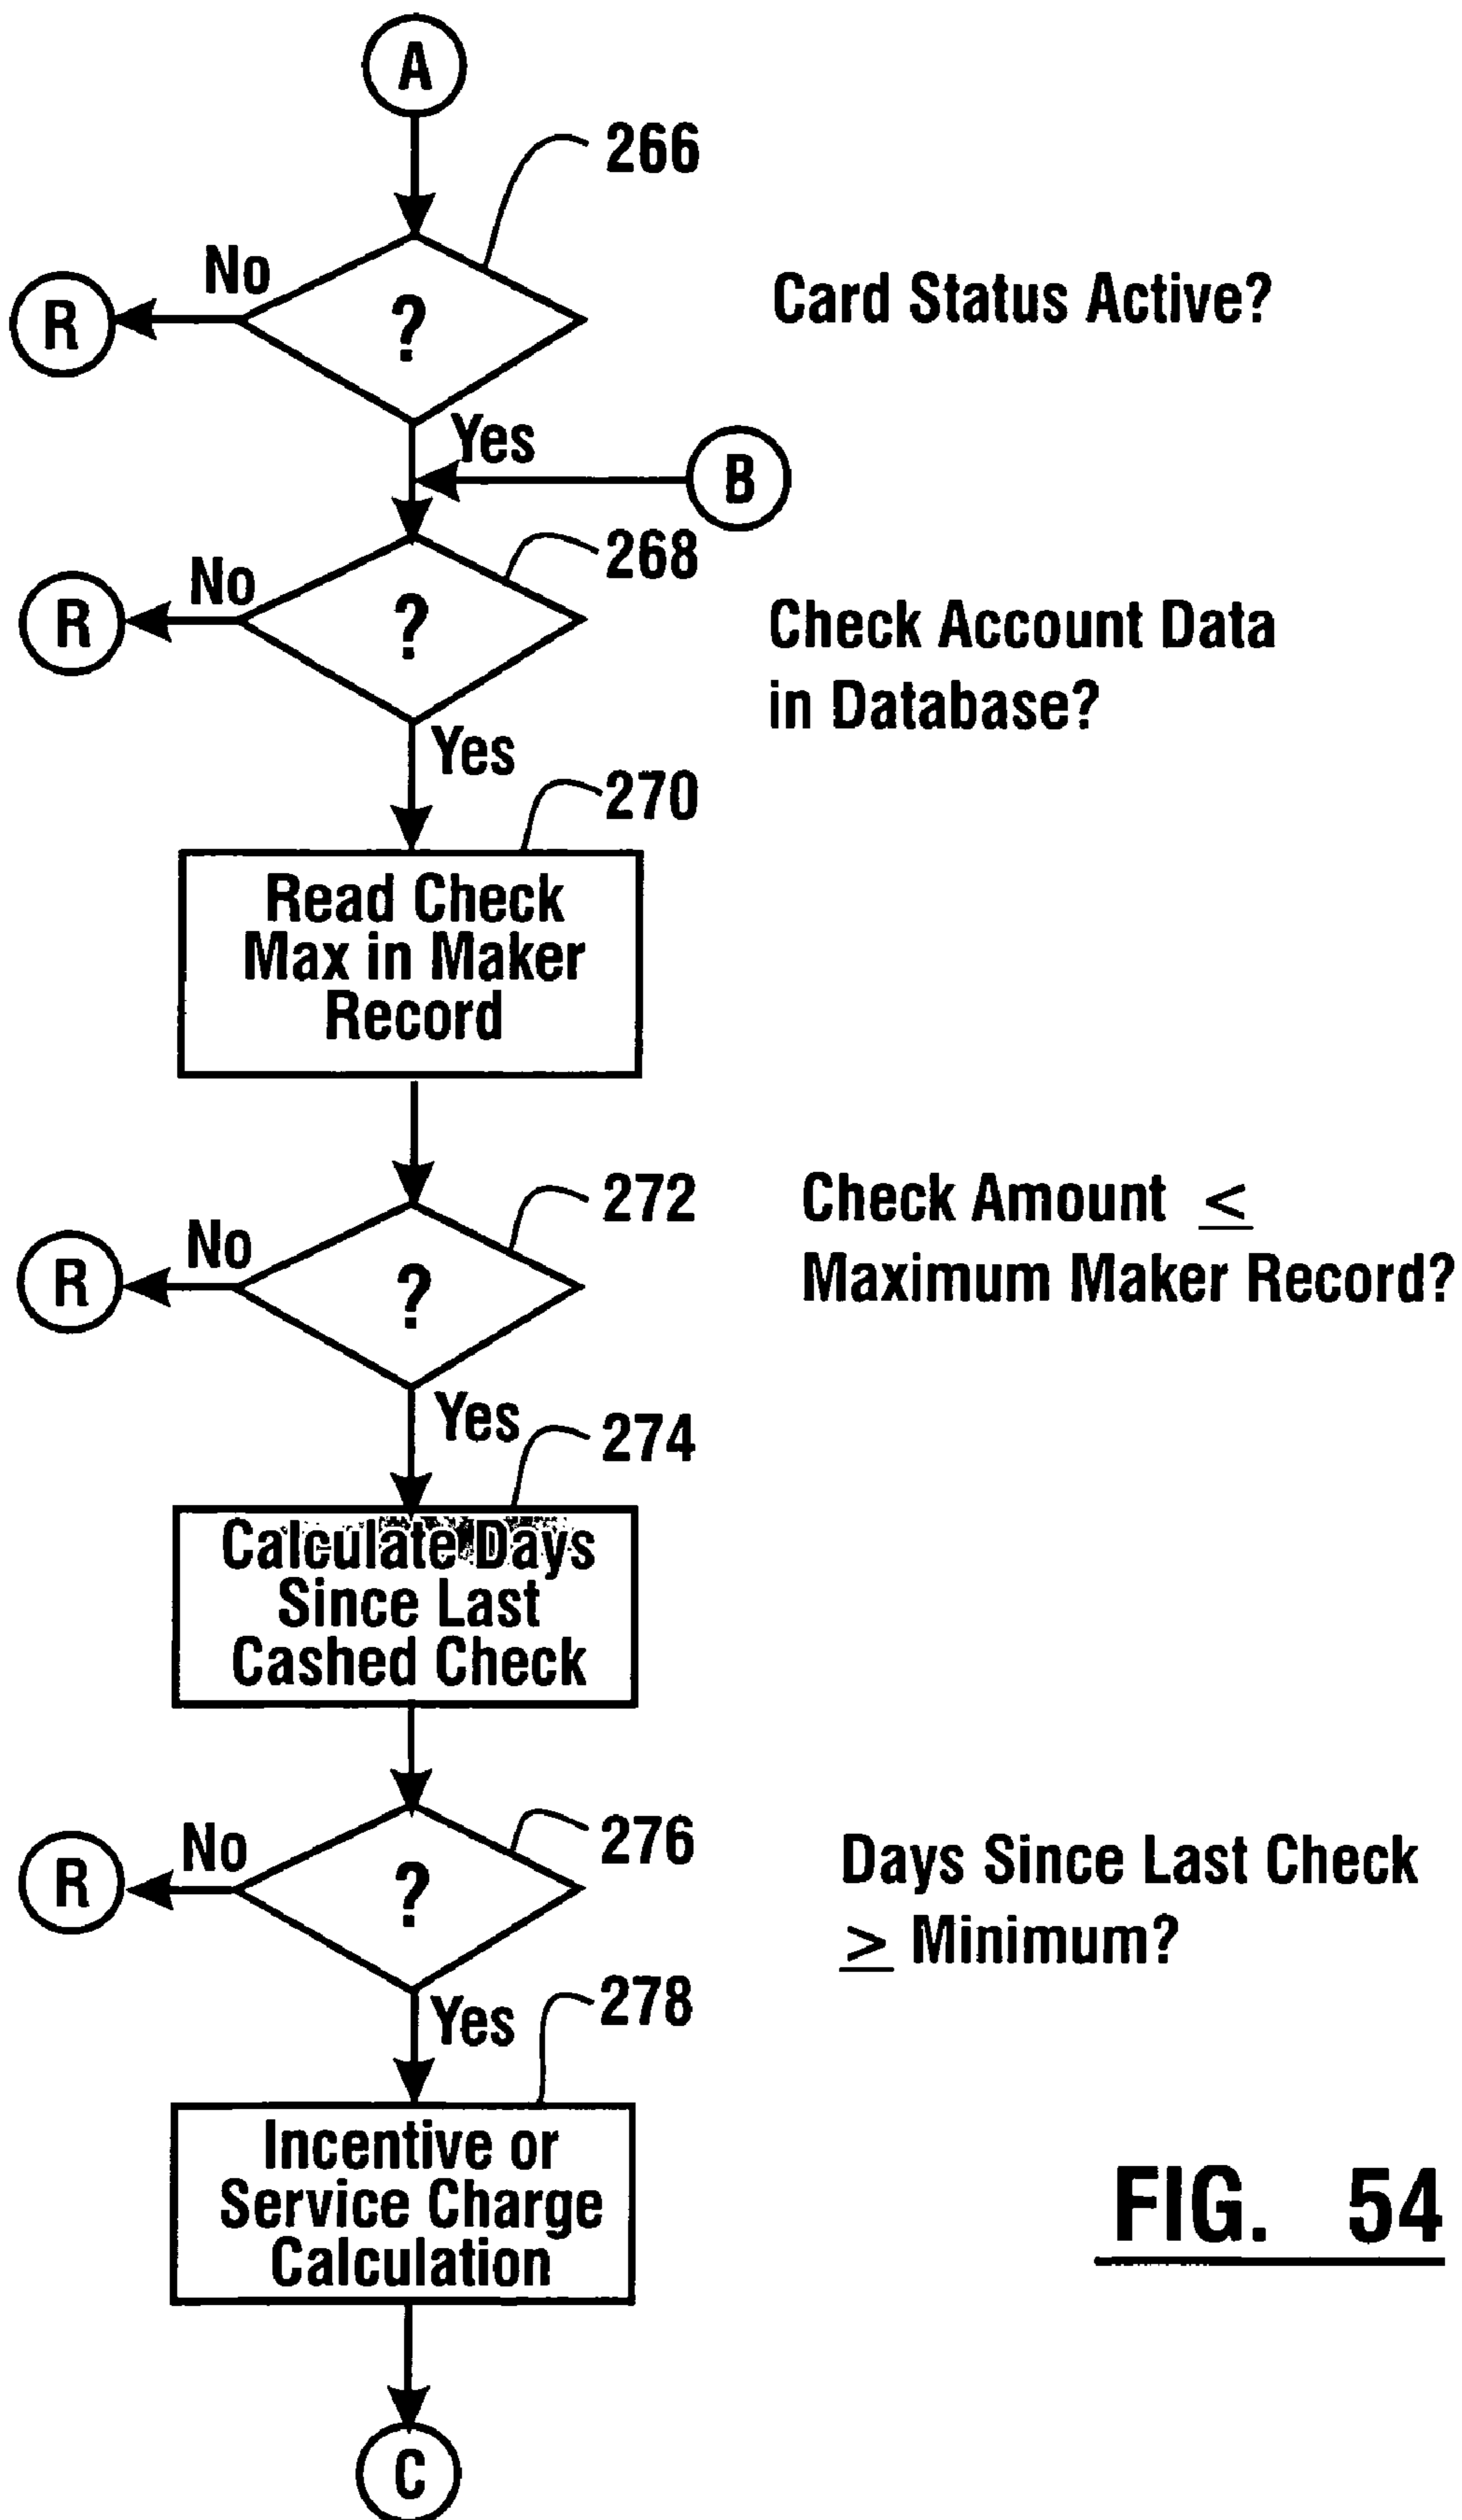 A
266
No
R
?
Card Status Active?
Yes
B
268
No
R
?
Check Account Data
in Database?
Yes
270
Read Check
Max in Maker
Record
272
Check Amount ≤
No
R
?
Maximum Maker Record?
Yes
274
Calculate Days
Since Last
Cashed Check
276
No
R
?
Days Since Last Check
≥ Minimum?
278
Yes
Incentive or
Service Charge
Calculation
FIG. 54
C